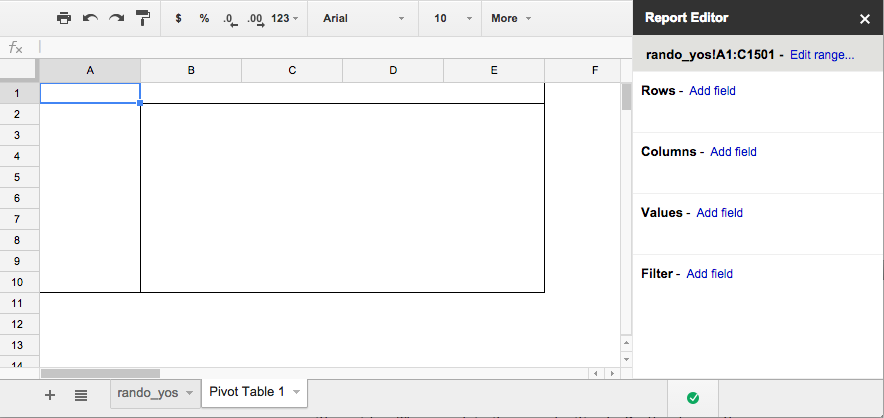 $ % .0 .00 123 Arial 10 More
fx
A B C D E F
1
2
3
4
5
6
7
8
9
10
11
12
13
14
Report Editor
rando_yos!A1:C1501 - Edit range...
Rows - Add field
Columns - Add field
Values - Add field
Filter - Add field
rando_yos Pivot Table 1